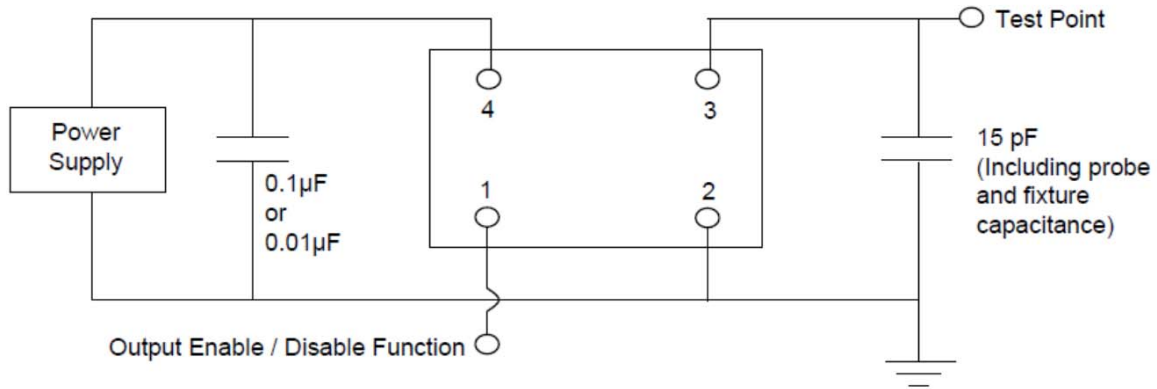 Test Point
4
3
Power
Supply
0.1µF
or
0.01µF
15 pF
(Including probe
and fixture
capacitance)
1
2
Output Enable / Disable Function